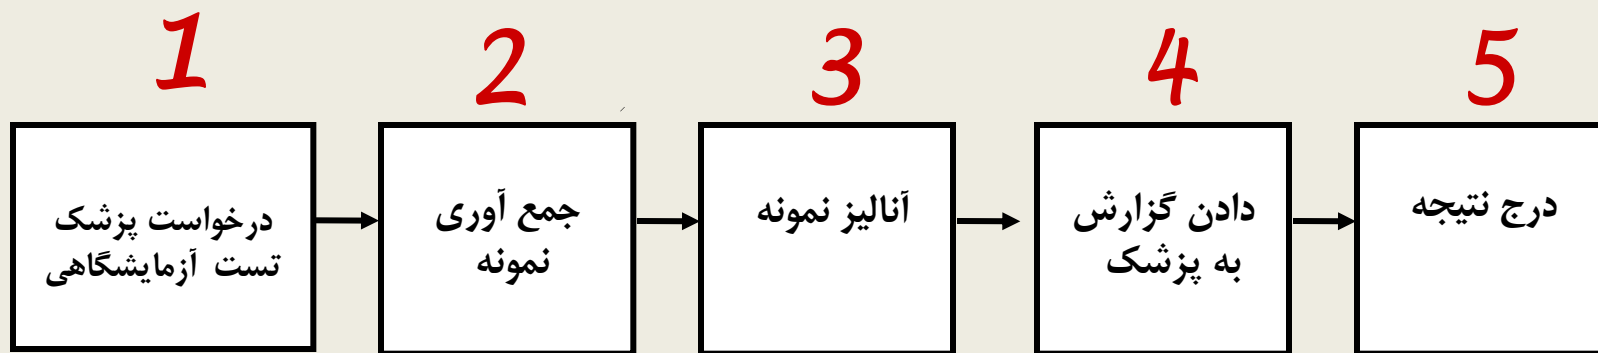 1
درخواست پزشک
تست آزمایشگاهی
2
جمع آوری
نمونه
3
آنالیز نمونه
4
دادن گزارش
به پزشک
5
درج نتیجه